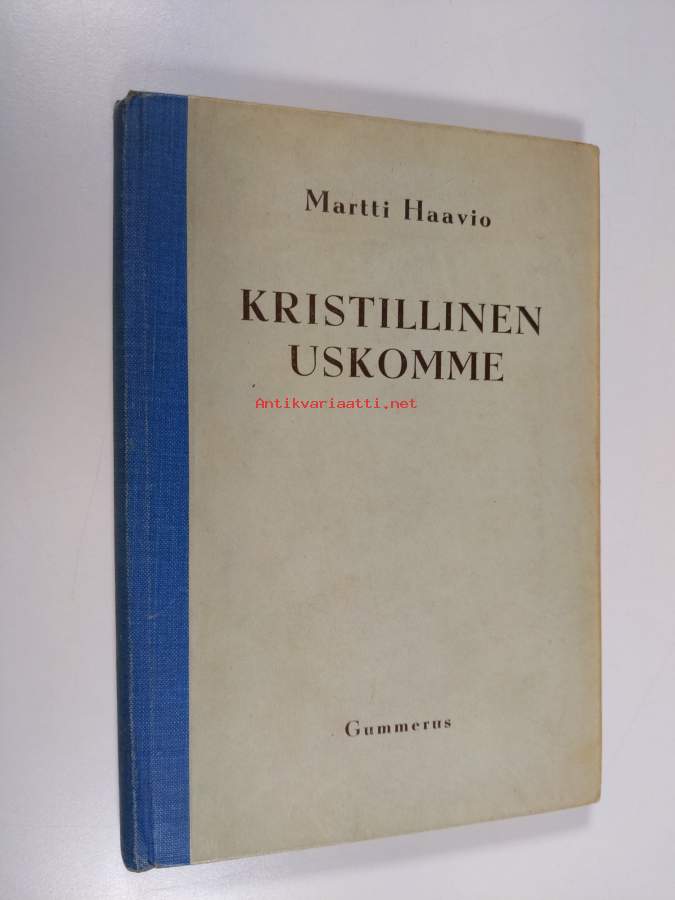 Martti Haavio
KRISTILLINEN
USKOMME
Antikvariaatti.net
Gummerus